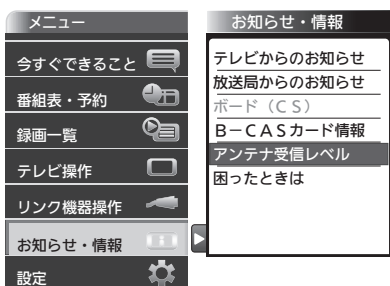 メニュー
今すぐできること
番組表・予約
録画一覧
テレビ操作
リンク機器操作
お知らせ・情報
設定
お知らせ・情報
テレビからのお知らせ
放送局からのお知らせ
ボード（ＣＳ）
Ｂ－ＣＡＳカード情報
アンテナ受信レベル
困ったときは